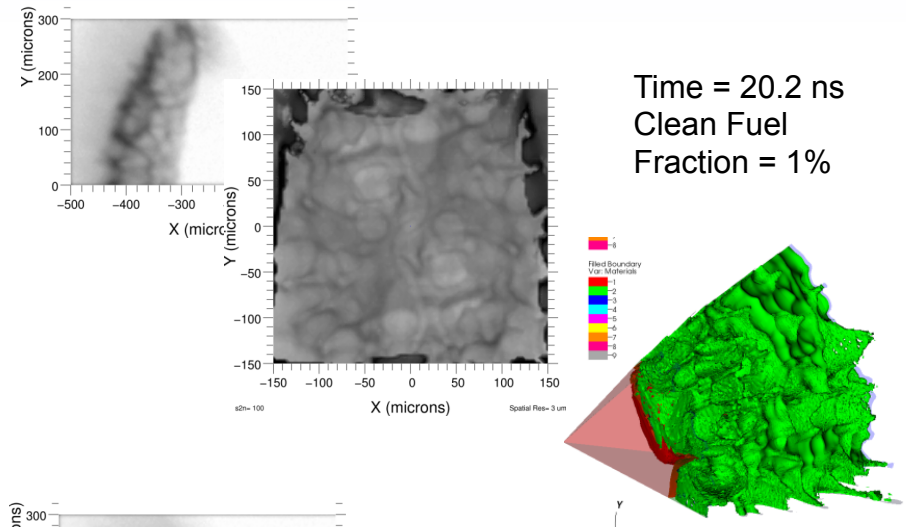 300
200
100
0
Y (microns)
−500
−400
−300
X (micro
Time = 20.2 ns
Clean Fuel
Fraction = 1%
150
100
50
0
−50
−100
−150
Y (microns)
−150
−100
−50
0
50
100
150
X (microns)
s2n= 100
Spatial Res= 3 um
8
Filled Boundary
Var: Materials
1
2
3
4
5
6
7
8
9
Y
300
ons)